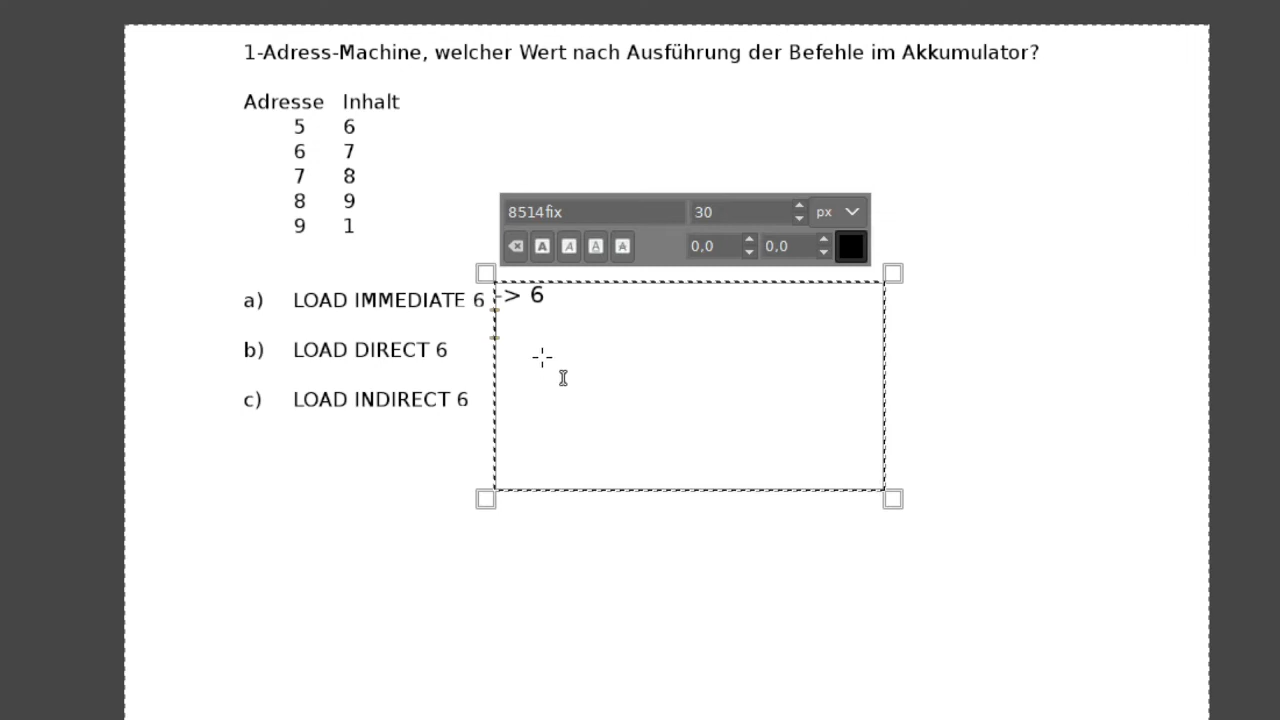 1-Adress-Machine, welcher Wert nach Ausführung der Befehle im Akkumulator?
Adresse Inhalt
5 6
6 7
7 8
8 9
9 1
8514fix 30 px
0,0 0,0
a) LOAD IMMEDIATE 6 -> 6
b) LOAD DIRECT 6
c) LOAD INDIRECT 6